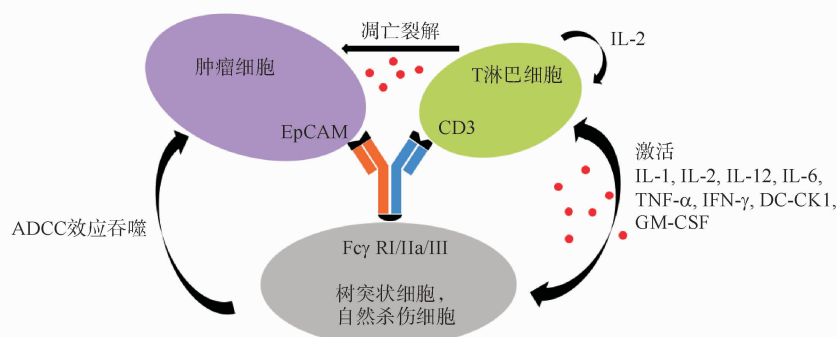 凋亡裂解
IL-2
肿瘤细胞
T淋巴细胞
EpCAM
CD3
激活
IL-1, IL-2, IL-12, IL-6,
TNF-α, IFN-γ, DC-CK1,
GM-CSF
ADCC效应吞噬
Fcγ RI/IIa/III
树突状细胞,
自然杀伤细胞